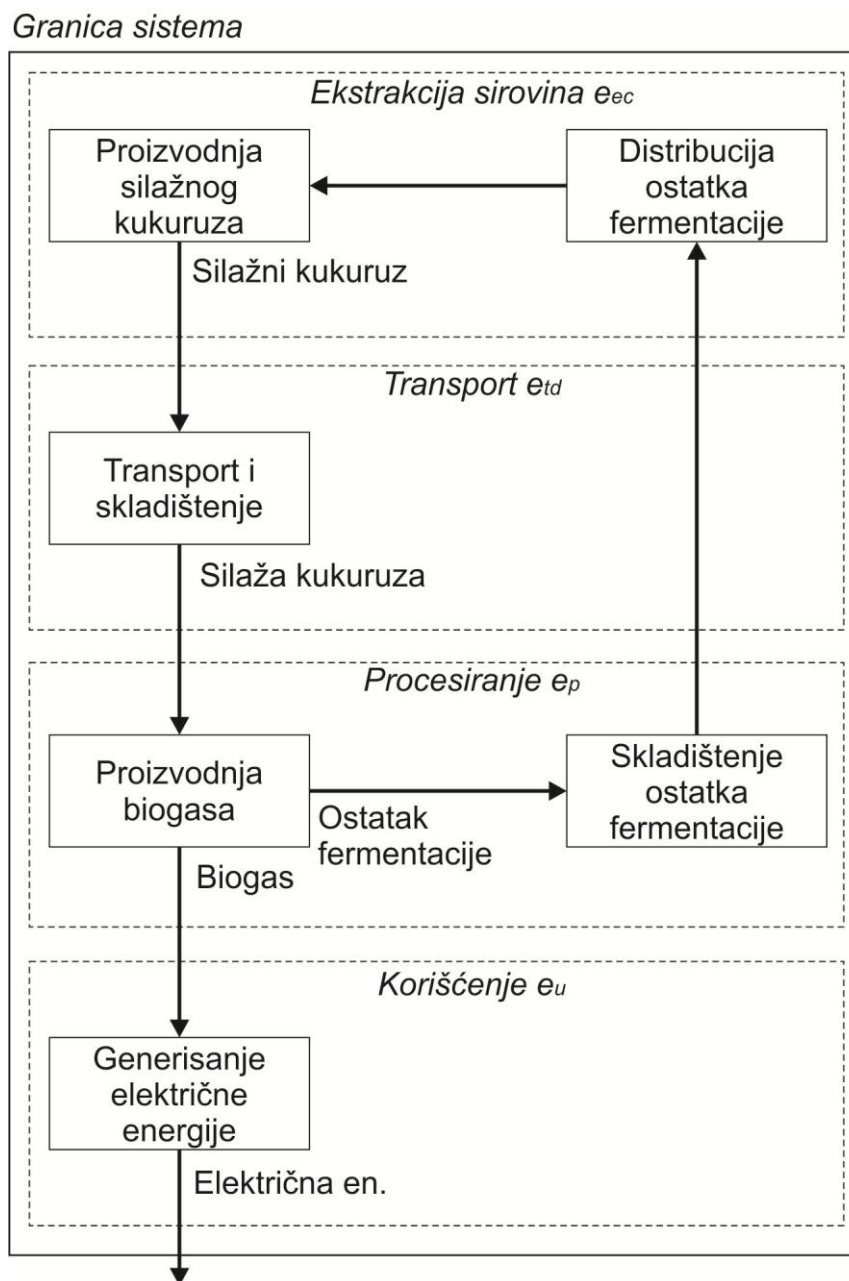 Granica sistema
Ekstrakcija sirovina eec
Proizvodnja
silažnog
kukuruza
Distribucija
ostatka
fermentacije
Silažni kukuruz
Transport etd
Transport i
skladištenje
Silaža kukuruza
Procesiranje ep
Proizvodnja
biogasa
Ostatak
fermentacije
Skladištenje
ostatka
fermentacije
Biogas
Korišćenje eu
Generisanje
električne
energije
Električna en.